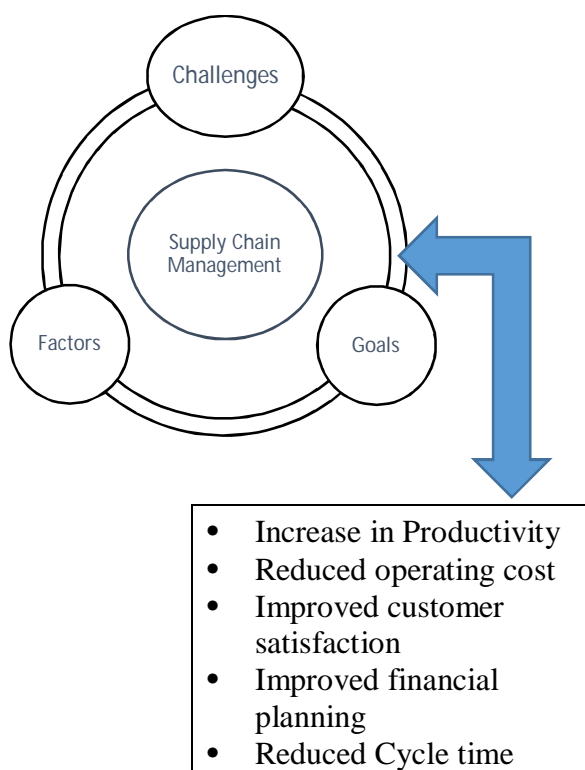 Challenges
Supply Chain
Management
Factors
Goals
• Increase in Productivity
• Reduced operating cost
• Improved customer
satisfaction
• Improved financial
planning
• Reduced Cycle time